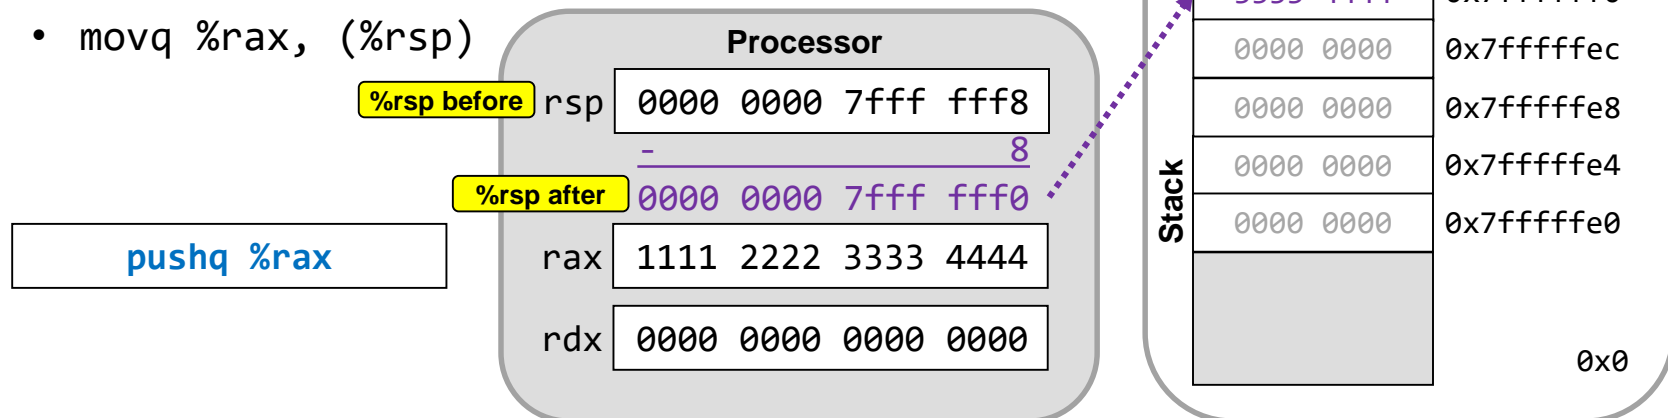 • movq %rax, (%rsp)
Processor
%rsp before
rsp
0000 0000 7fff fff8
- 8
%rsp after
0000 0000 7fff fff0
pushq %rax
rax
1111 2222 3333 4444
rdx
0000 0000 0000 0000
0000 0000 0x7fffffec
0000 0000 0x7fffffe8
0000 0000 0x7fffffe4
0000 0000 0x7fffffe0
Stack
0x0